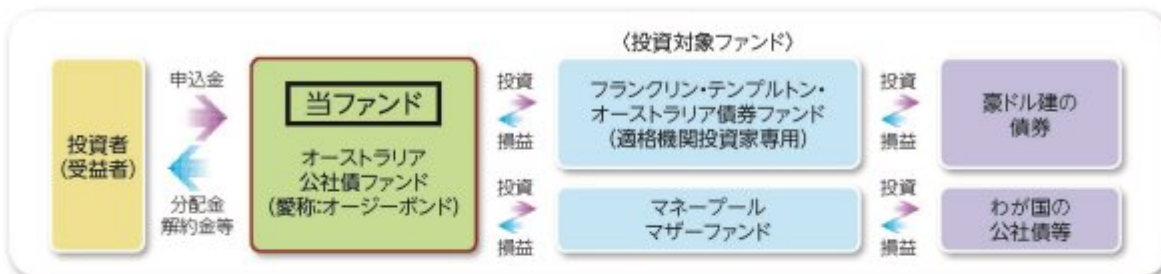 〈投資対象ファンド〉
投資者
(受益者)
申込金
分配金
解約金等
当ファンド
オーストラリア
公社債ファンド
(愛称:オージーボンド)
投資
損益
フランクリン・テンプルトン・
オーストラリア債券ファンド
(適格機関投資家専用)
投資
損益
豪ドル建の
債券
投資
損益
マネープール
マザーファンド
投資
損益
わが国の
公社債等